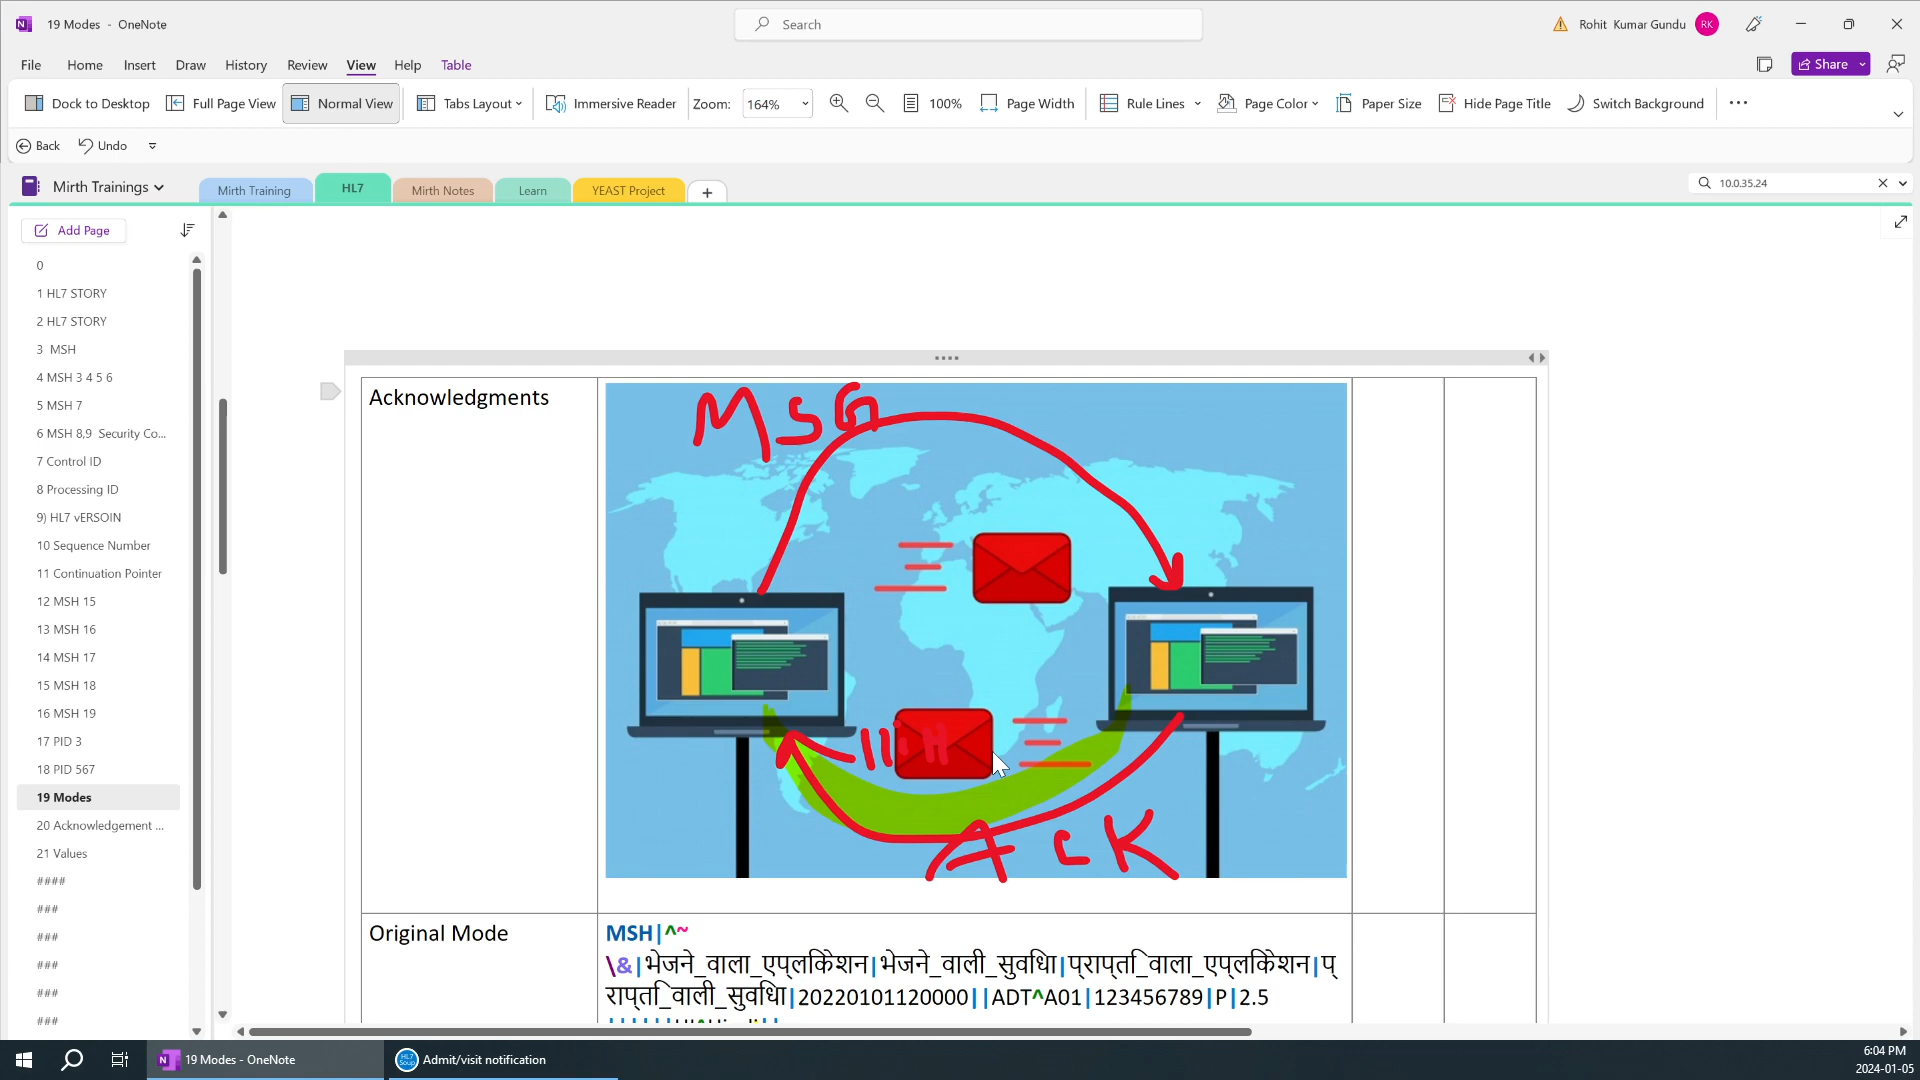 19 Modes - OneNote
Search
Rohit Kumar Gundu RK
File Home Insert Draw History Review View Help Table
Share
Dock to Desktop Full Page View Normal View Tabs Layout Immersive Reader Zoom: 164% 100% Page Width Rule Lines Page Color Paper Size Hide Page Title Switch Background
Back Undo
Mirth Trainings Mirth Training HL7 Mirth Notes Learn YEAST Project + 10.0.35.24
Add Page
0
1 HL7 STORY
2 HL7 STORY
3 MSH
4 MSH 3 4 5 6
5 MSH 7
6 MSH 8,9 Security Co...
7 Control ID
8 Processing ID
9) HL7 vERSOIN
10 Sequence Number
11 Continuation Pointer
12 MSH 15
13 MSH 16
14 MSH 17
15 MSH 18
16 MSH 19
17 PID 3
18 PID 567
19 Modes
20 Acknowledgement ...
21 Values
####
###
###
###
###
###
Acknowledgments
MSG
ACK
Original Mode
MSH|^~
\&|भेजने_वाला_एप्लिकेशन|भेजने_वाली_सुविधा|प्राप्ति_वाला_एप्लिकेशन|प्
राप्ति_वाली_सुविधा|20220101120000||ADT^A01|123456789|P|2.5
19 Modes - OneNote
HL7 Soup
Admit/visit notification
6:04 PM
2024-01-05